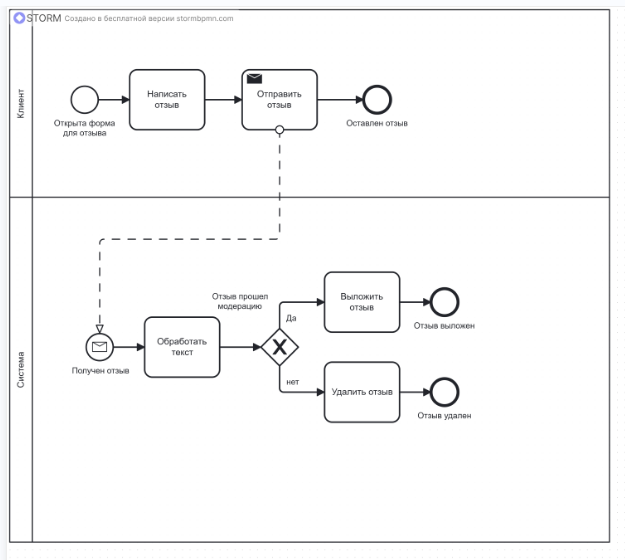 STORM Создано в бесплатной версии stormbpmn.com
Клиент
Открыта форма
для отзыва
Написать
отзыв
Отправить
отзыв
Оставлен отзыв
Система
Получен отзыв
Обработать
текст
Отзыв прошел
модерацию
Да
нет
Выложить
отзыв
Отзыв выложен
Удалить отзыв
Отзыв удален